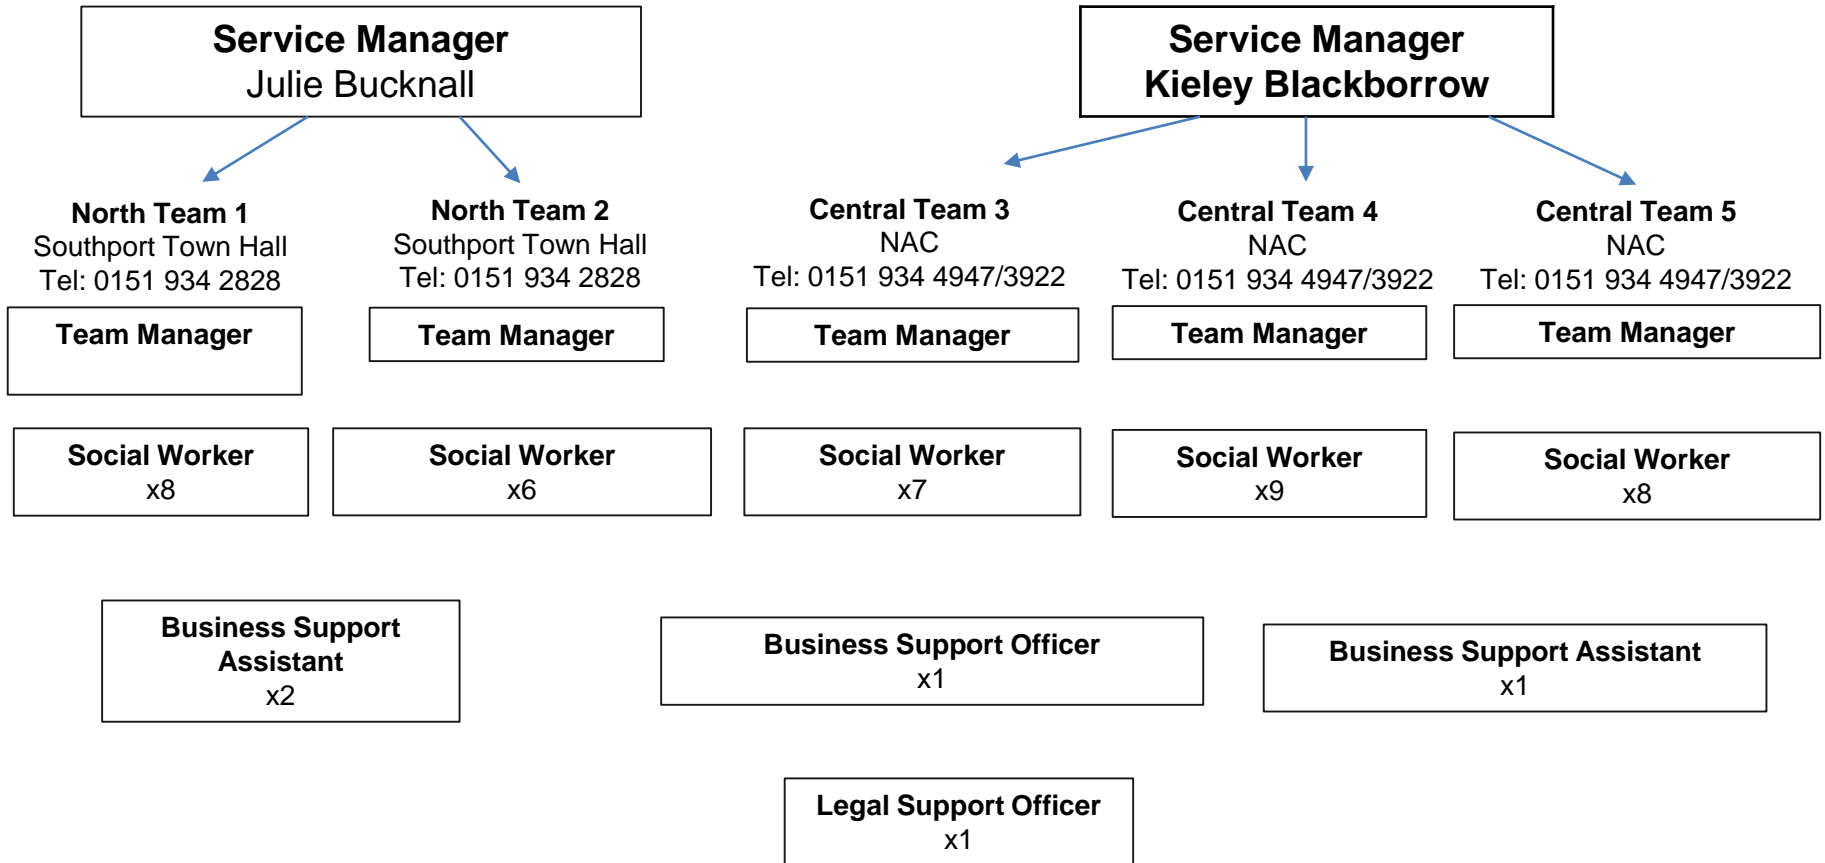 Service Manager
Julie Bucknall
Service Manager
Kieley Blackborrow
North Team 1
Southport Town Hall
Tel: 0151 934 2828
North Team 2
Southport Town Hall
Tel: 0151 934 2828
Central Team 3
NAC
Tel: 0151 934 4947/3922
Central Team 4
NAC
Tel: 0151 934 4947/3922
Central Team 5
NAC
Tel: 0151 934 4947/3922
Team Manager
Team Manager
Team Manager
Team Manager
Team Manager
Social Worker
x8
Social Worker
x6
Social Worker
x7
Social Worker
x9
Social Worker
x8
Business Support
Assistant
x2
Business Support Officer
x1
Business Support Assistant
x1
Legal Support Officer
x1